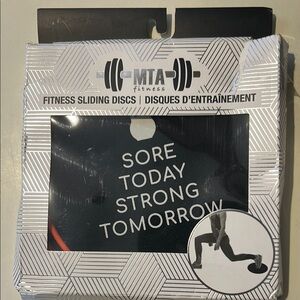 MTA
fitness
FITNESS SLIDING DISCS | DISQUES D'ENTRAÎNEMENT
SORE
TODAY
STRONG
TOMORROW